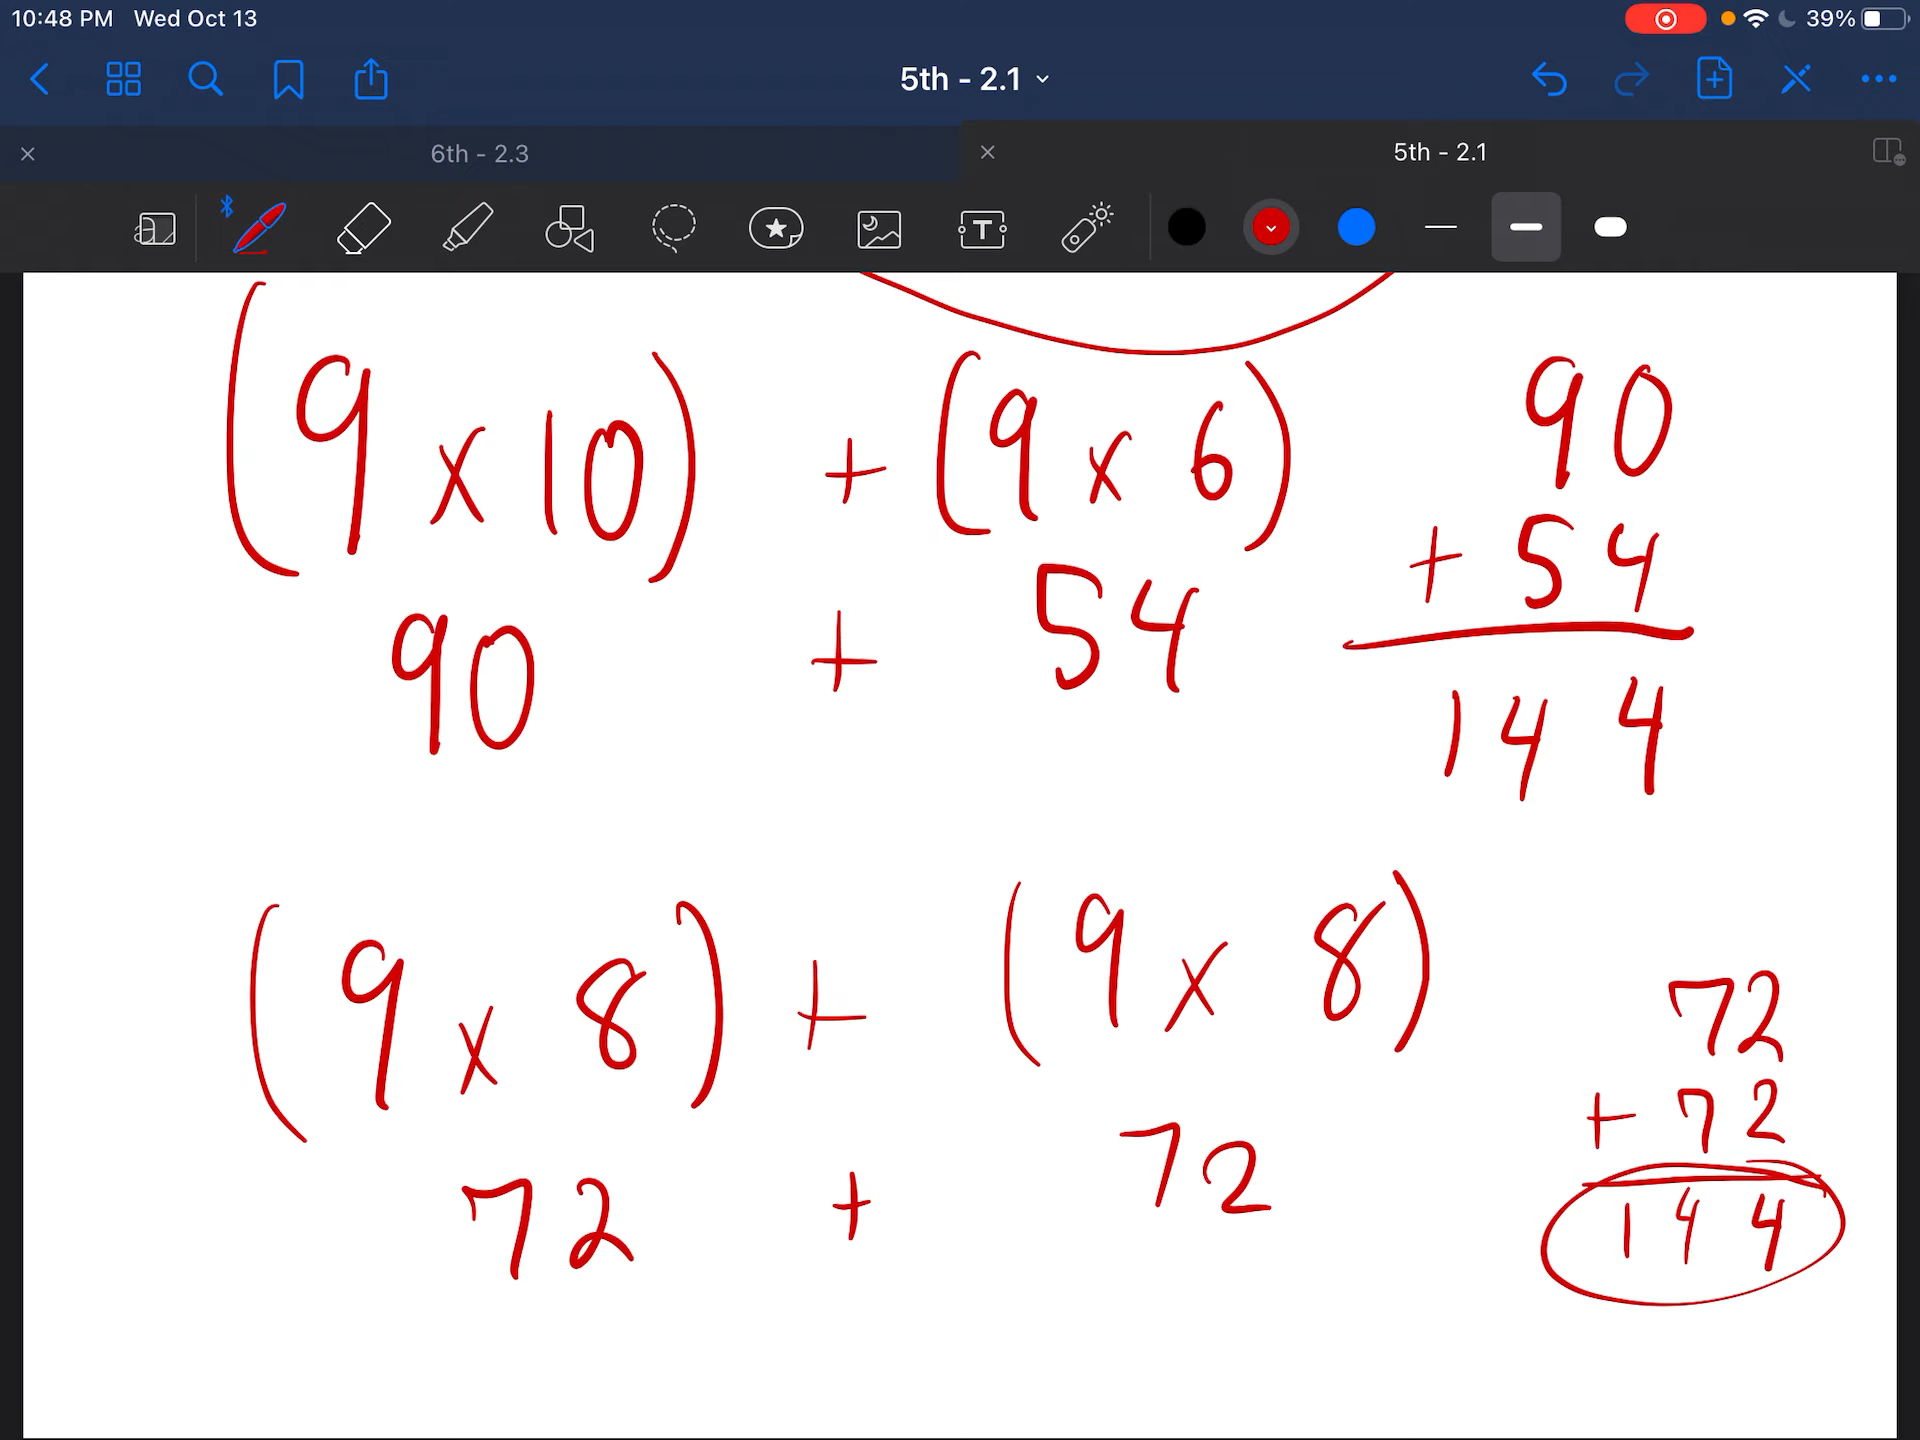 10:48 PM Wed Oct 13 39%
5th - 2.1
6th - 2.3 5th - 2.1
(9 x 10) + (9 x 6)
90 + 54
90
+ 54
144
(9 x 8) + (9 x 8)
72 + 72
72
+ 72
144